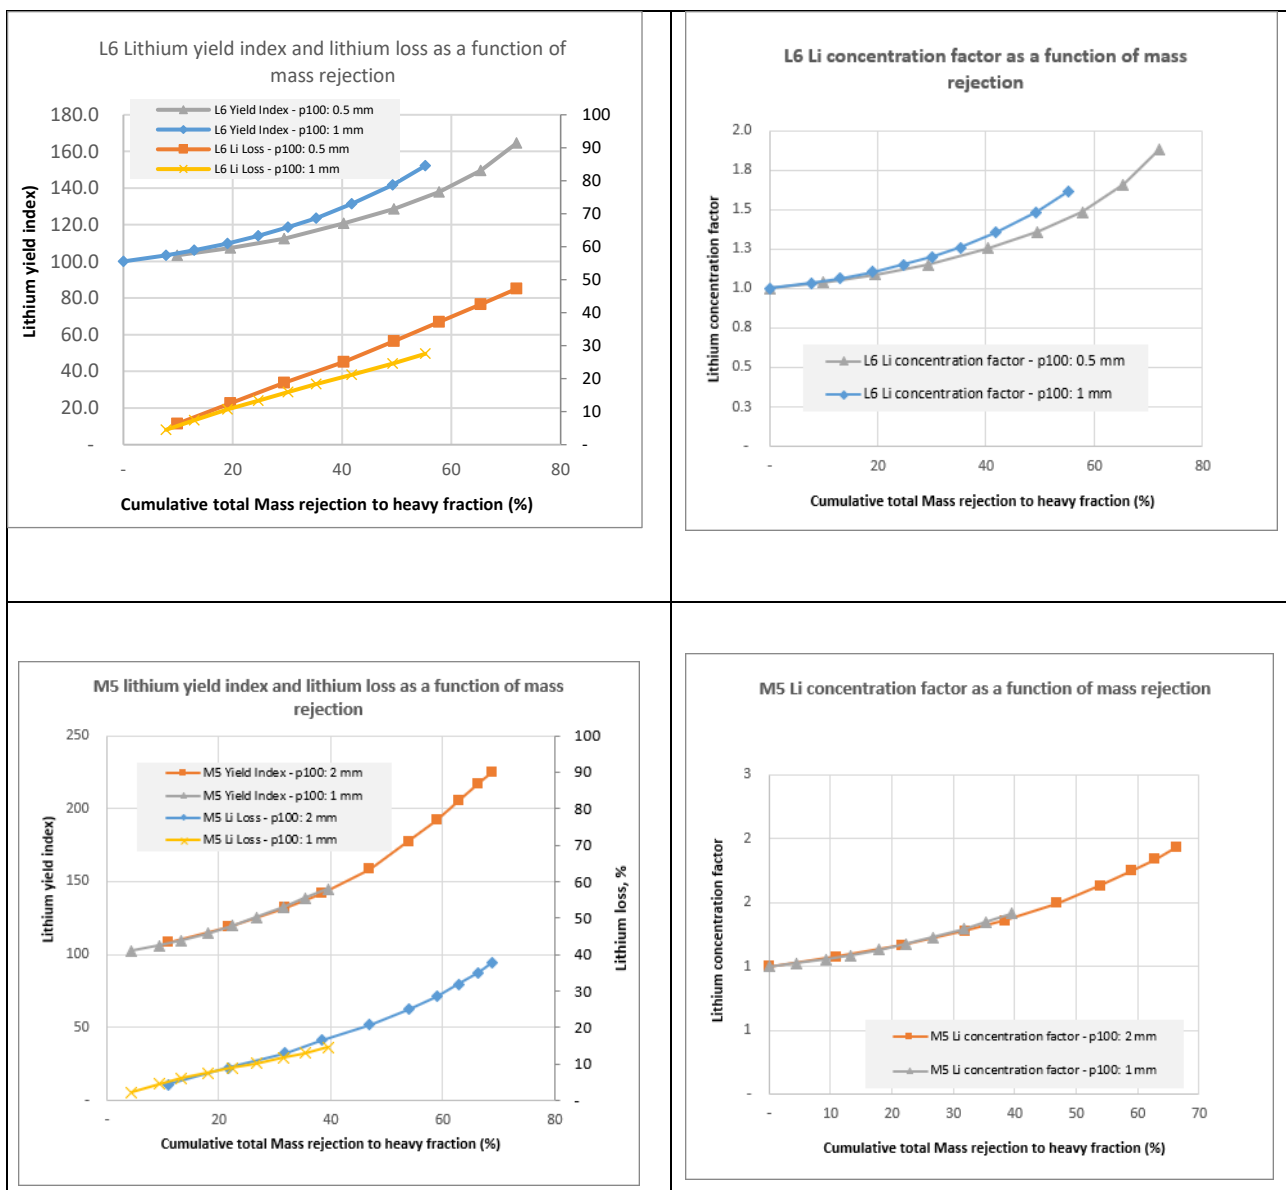 L6 Lithium yield index and lithium loss as a function of
mass rejection
L6 Yield Index - p100: 0.5 mm
L6 Yield Index - p100: 1 mm
L6 Li Loss - p100: 0.5 mm
L6 Li Loss - p100: 1 mm
180.0
160.0
140.0
120.0
100.0
80.0
60.0
40.0
20.0
-
100
90
80
70
60
50
40
30
20
10
-
Lithium yield index)
- 20 40 60 80
Cumulative total Mass rejection to heavy fraction (%)
L6 Li concentration factor as a function of mass
rejection
2.0
1.8
1.5
1.3
1.0
0.8
0.5
0.3
-
Lithium concentration factor
L6 Li concentration factor - p100: 0.5 mm
L6 Li concentration factor - p100: 1 mm
- 20 40 60 80
Cumulative total Mass rejection to heavy fraction (%)
M5 lithium yield index and lithium loss as a function of mass
rejection
250
200
150
100
50
-
100
90
80
70
60
50
40
30
20
10
-
M5 Yield Index - p100: 2 mm
M5 Yield Index - p100: 1 mm
M5 Li Loss - p100: 2 mm
M5 Li Loss - p100: 1 mm
Lithium yield index)
Lithium loss, %
- 20 40 60 80
Cumulative total Mass rejection to heavy fraction (%)
M5 Li concentration factor as a function of mass rejection
3
2
2
1
1
-
Lithium concentration factor
M5 Li concentration factor - p100: 2 mm
M5 Li concentration factor - p100: 1 mm
- 10 20 30 40 50 60 70
Cumulative total Mass rejection to heavy fraction (%)